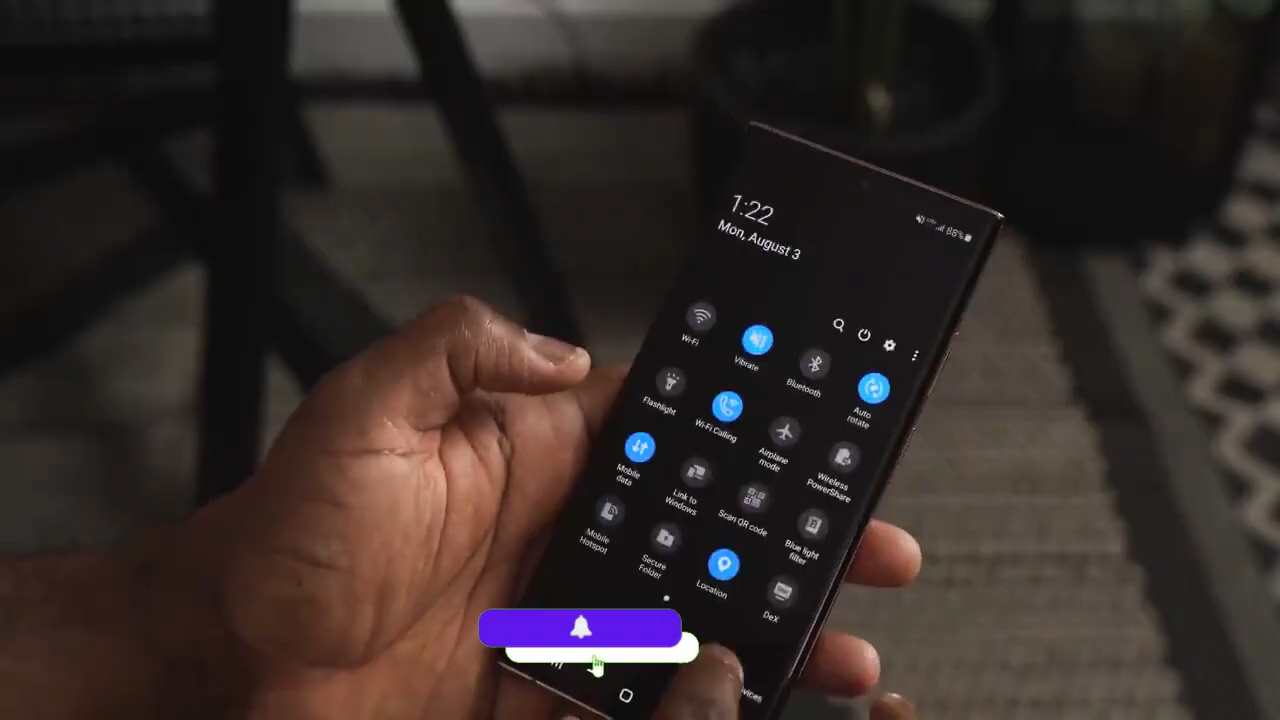 1:22
88%
Mon, August 3
Wi-Fi
Vibrate
Bluetooth
Auto
rotate
Flashlight
Wi-Fi Calling
Airplane
mode
Wireless
PowerShare
Mobile
data
Link to
Windows
Scan QR code
Blue light
filter
Mobile
Hotspot
Secure
Folder
Location
DeX